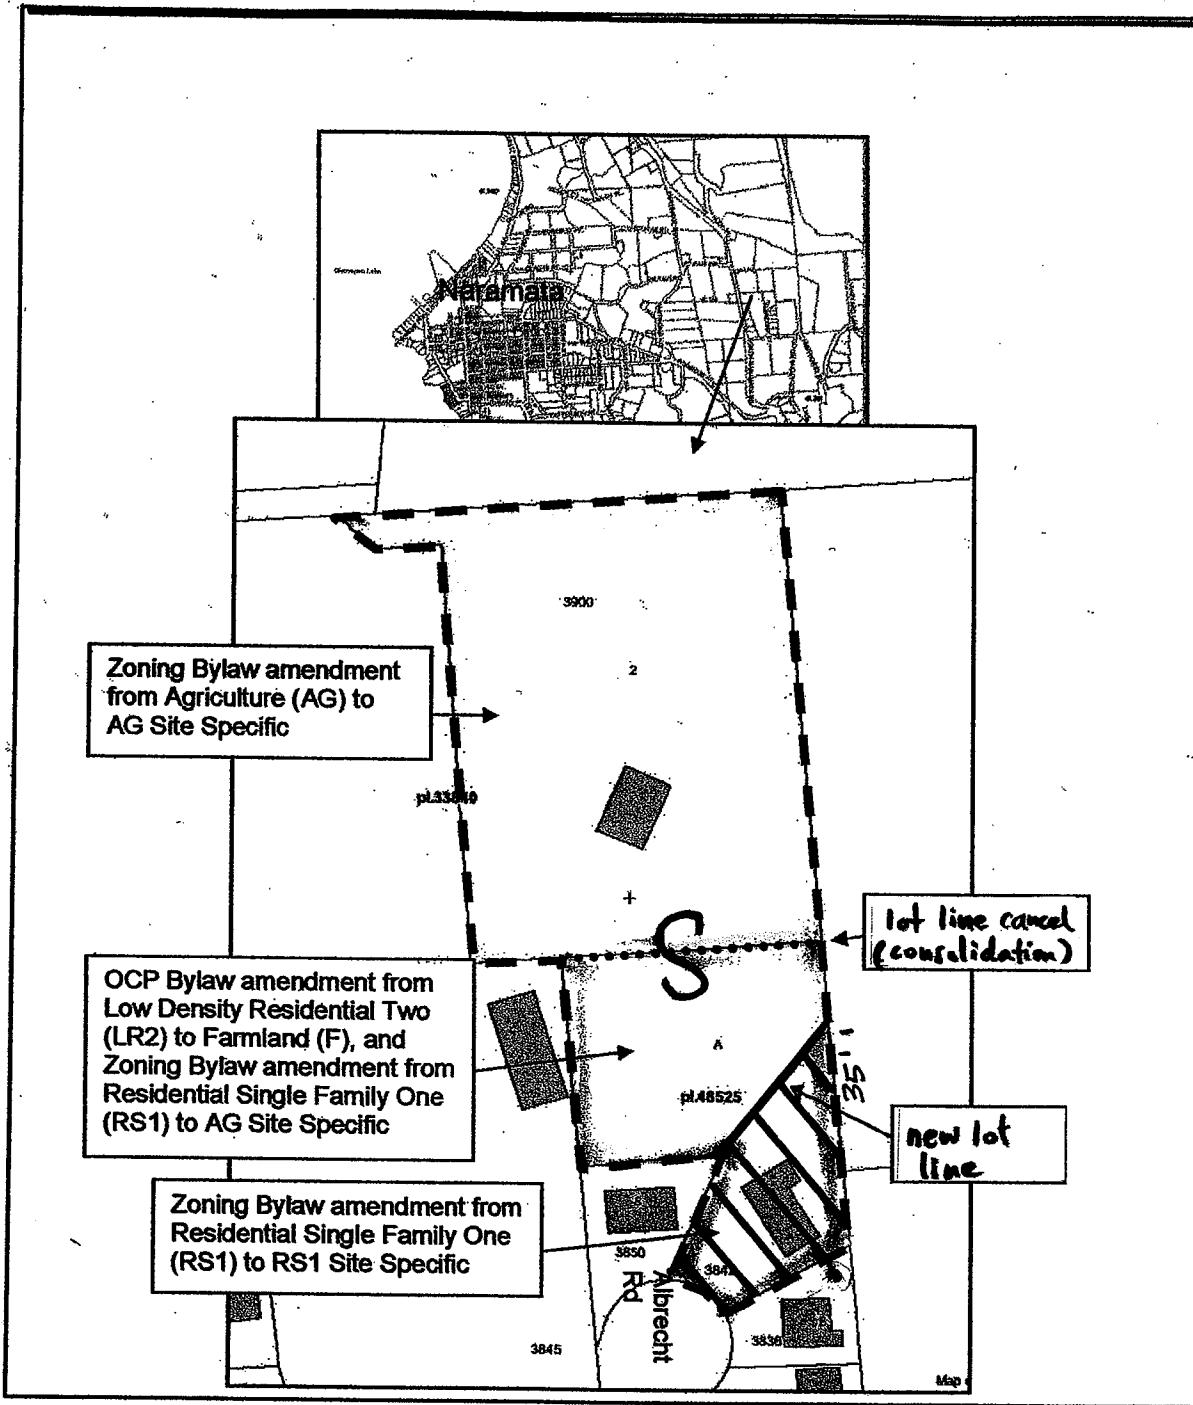 Naramata
3900
2
Zoning Bylaw amendment
from Agriculture (AG) to
AG Site Specific
S
lot line cancel
(consolidation)
OCP Bylaw amendment from
Low Density Residential Two
(LR2) to Farmland (F), and
Zoning Bylaw amendment from
Residential Single Family One
(RS1) to AG Site Specific
A
pl.48525
35 11
new lot
line
Zoning Bylaw amendment from
Residential Single Family One
(RS1) to RS1 Site Specific
3850
Albrecht
Rd
3845
Map